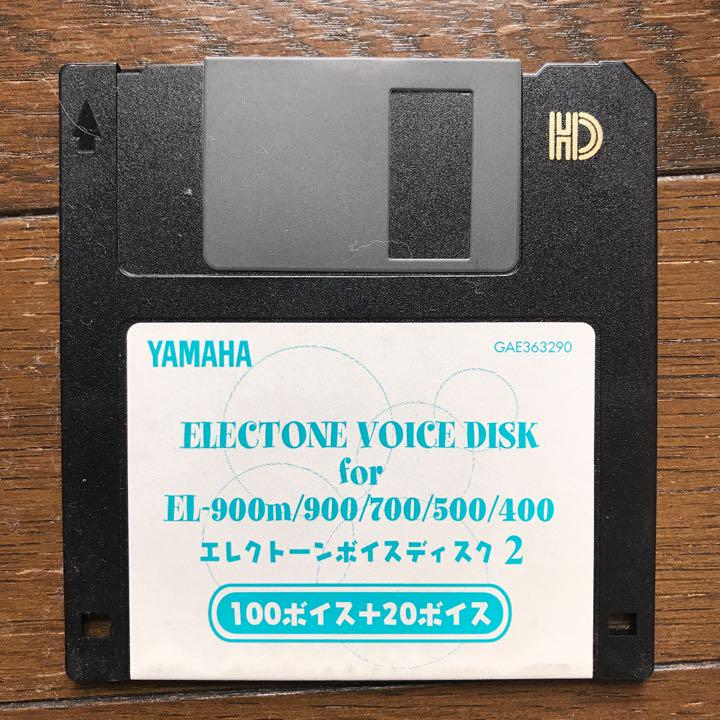 HD
YAMAHA
GAE363290
ELECTONE VOICE DISK
for
EL-900m/900/700/500/400
エレクトーンボイスディスク 2
100ボイス+20ボイス